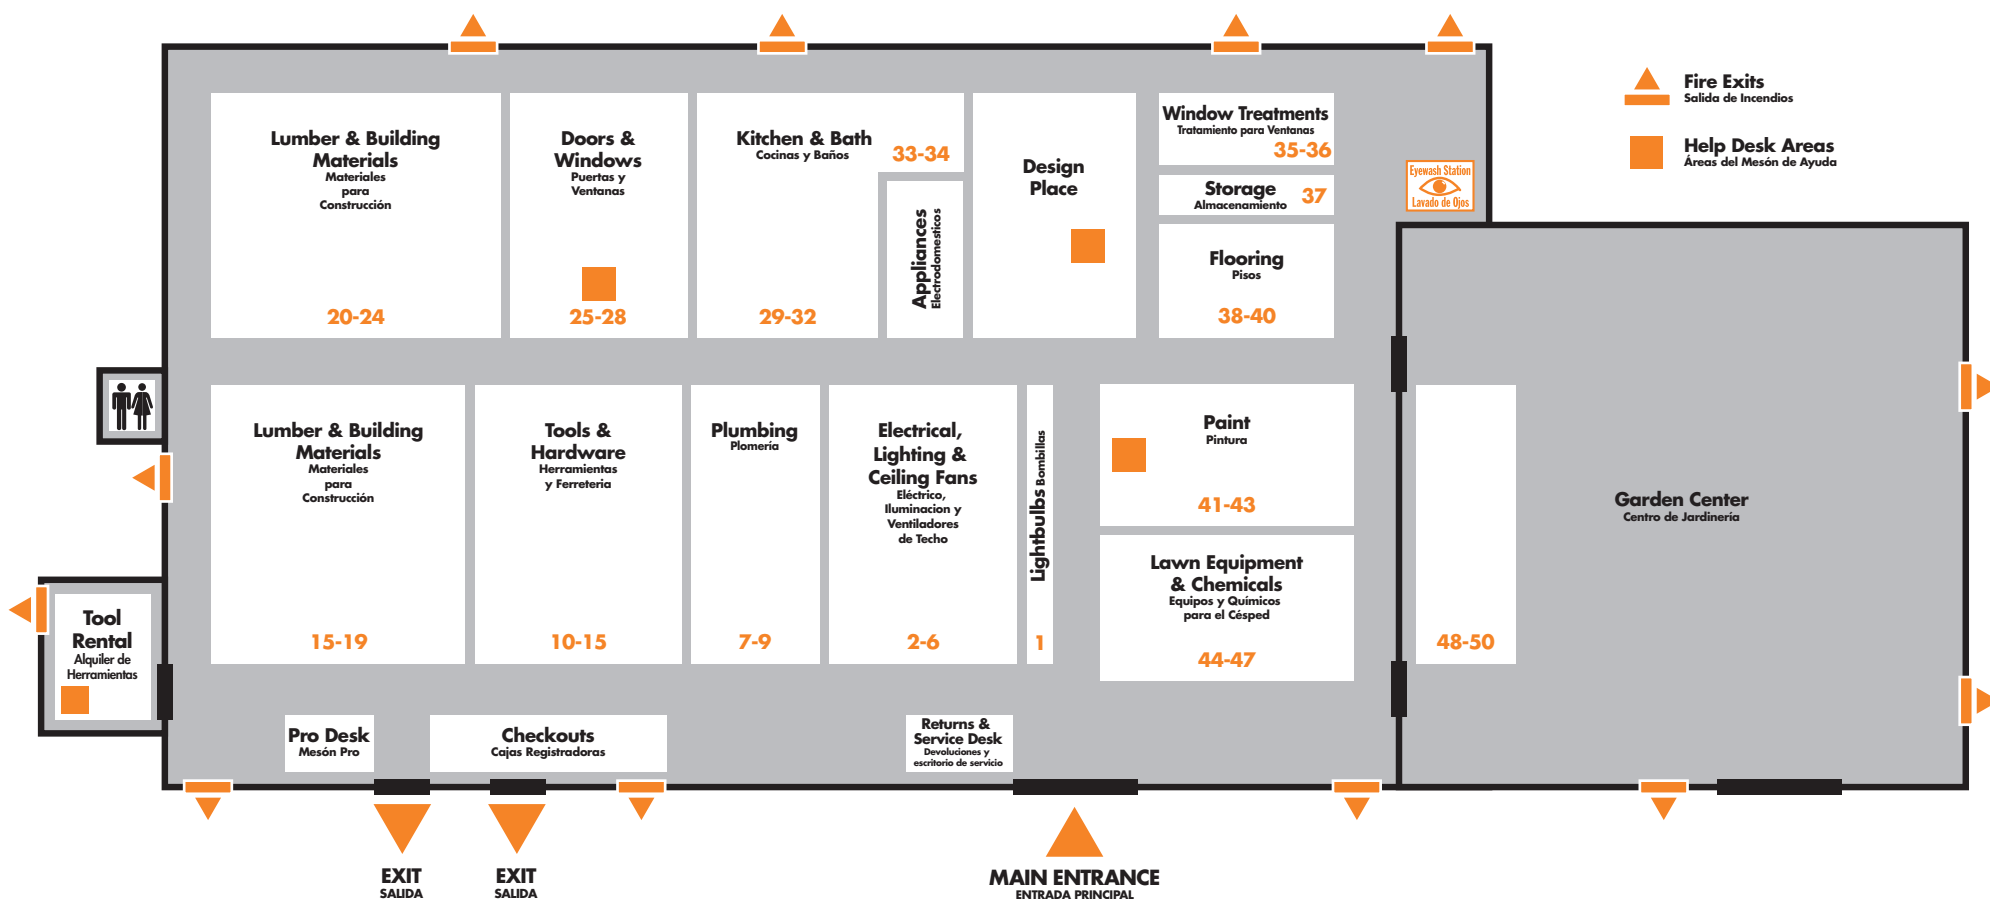 Fire Exits
Salida de Incendios
Help Desk Areas
Áreas del Mesón de Ayuda
Lumber & Building
Materials
Materiales
para
Construcción
20-24
Doors &
Windows
Puertas y
Ventanas
25-28
Kitchen & Bath
Cocinas y Baños
33-34
29-32
Appliances
Electrodomesticos
Design
Place
Window Treatments
Tratamiento para Ventanas
35-36
Storage
Almacenamiento
37
Flooring
Pisos
38-40
Eyewash Station
Lavado de Ojos
Lumber & Building
Materials
Materiales
para
Construcción
15-19
Tools &
Hardware
Herramientas
y Ferreteria
10-15
Plumbing
Plomería
7-9
Electrical,
Lighting &
Ceiling Fans
Eléctrico,
Iluminacion y
Ventiladores
de Techo
2-6
Lightbulbs Bombillas
1
Paint
Pintura
41-43
Lawn Equipment
& Chemicals
Equipos y Químicos
para el Césped
44-47
48-50
Garden Center
Centro de Jardinería
Tool
Rental
Alquiler de
Herramientas
Pro Desk
Mesón Pro
Checkouts
Cajas Registradoras
Returns &
Service Desk
Devoluciones y
escritorio de servicio
EXIT
SALIDA
EXIT
SALIDA
MAIN ENTRANCE
ENTRADA PRINCIPAL